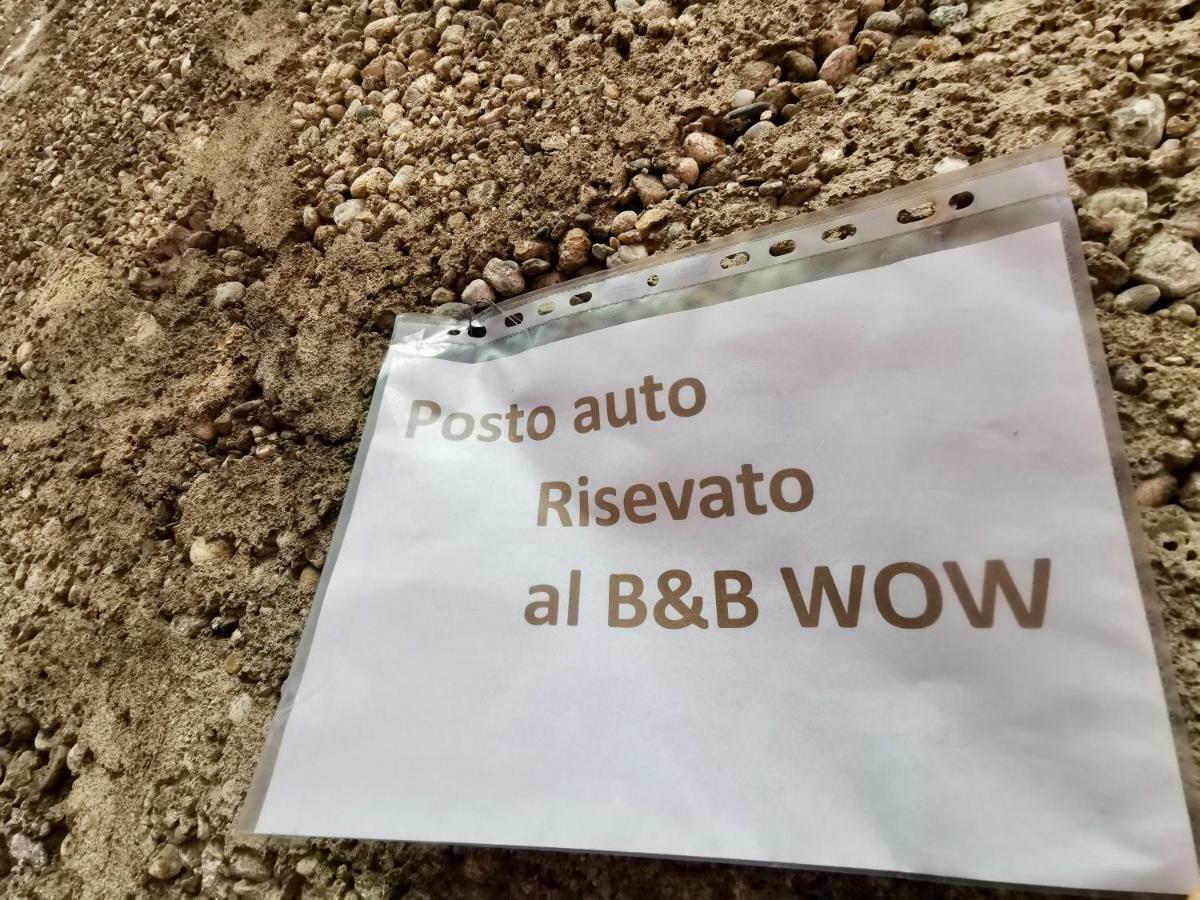 Posto auto
Risevato
al B&B WOW